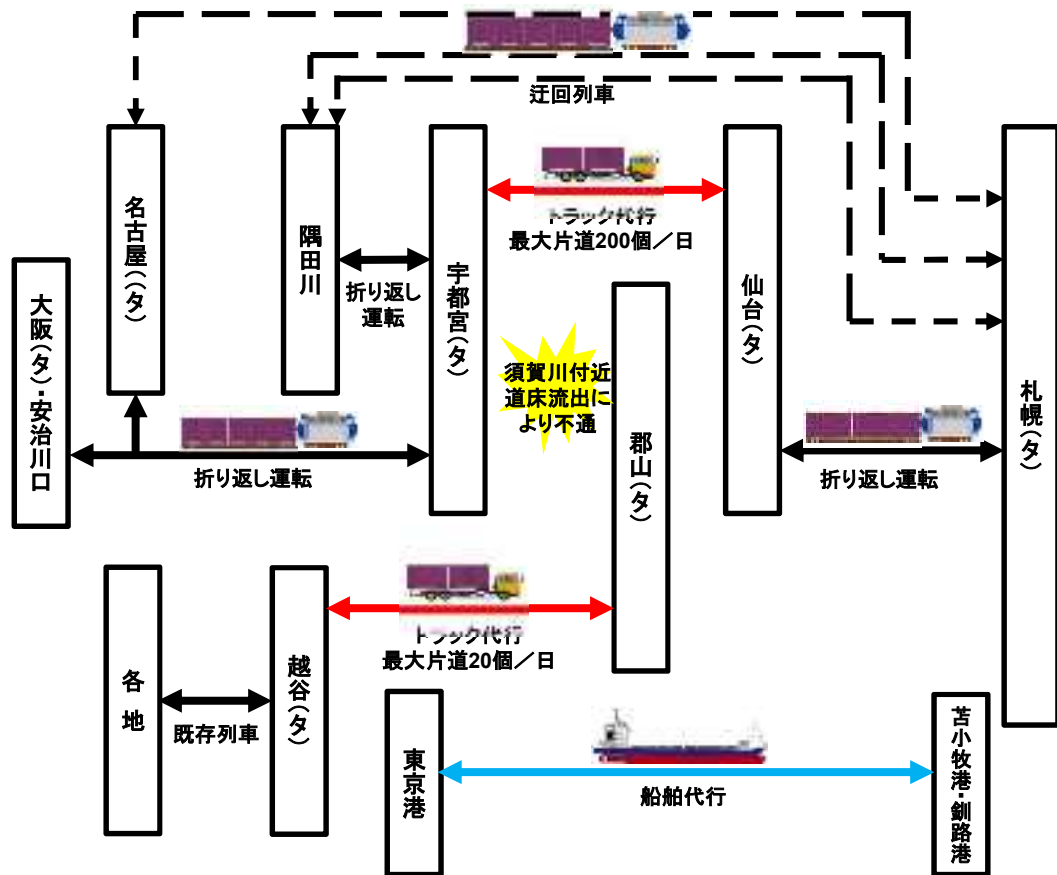 迂回列車
名古屋((タ)
隅田川
宇都宮(タ)
トラック代行
最大片道200個／日
仙台(タ)
札幌(タ)
大阪(タ)・安治川口
折り返し
運転
須賀川付近
道床流出に
より不通
郡山(タ)
折り返し運転
折り返し運転
各地
既存列車
越谷(タ)
トラック代行
最大片道20個／日
東京港
船舶代行
苫小牧港・釧路港